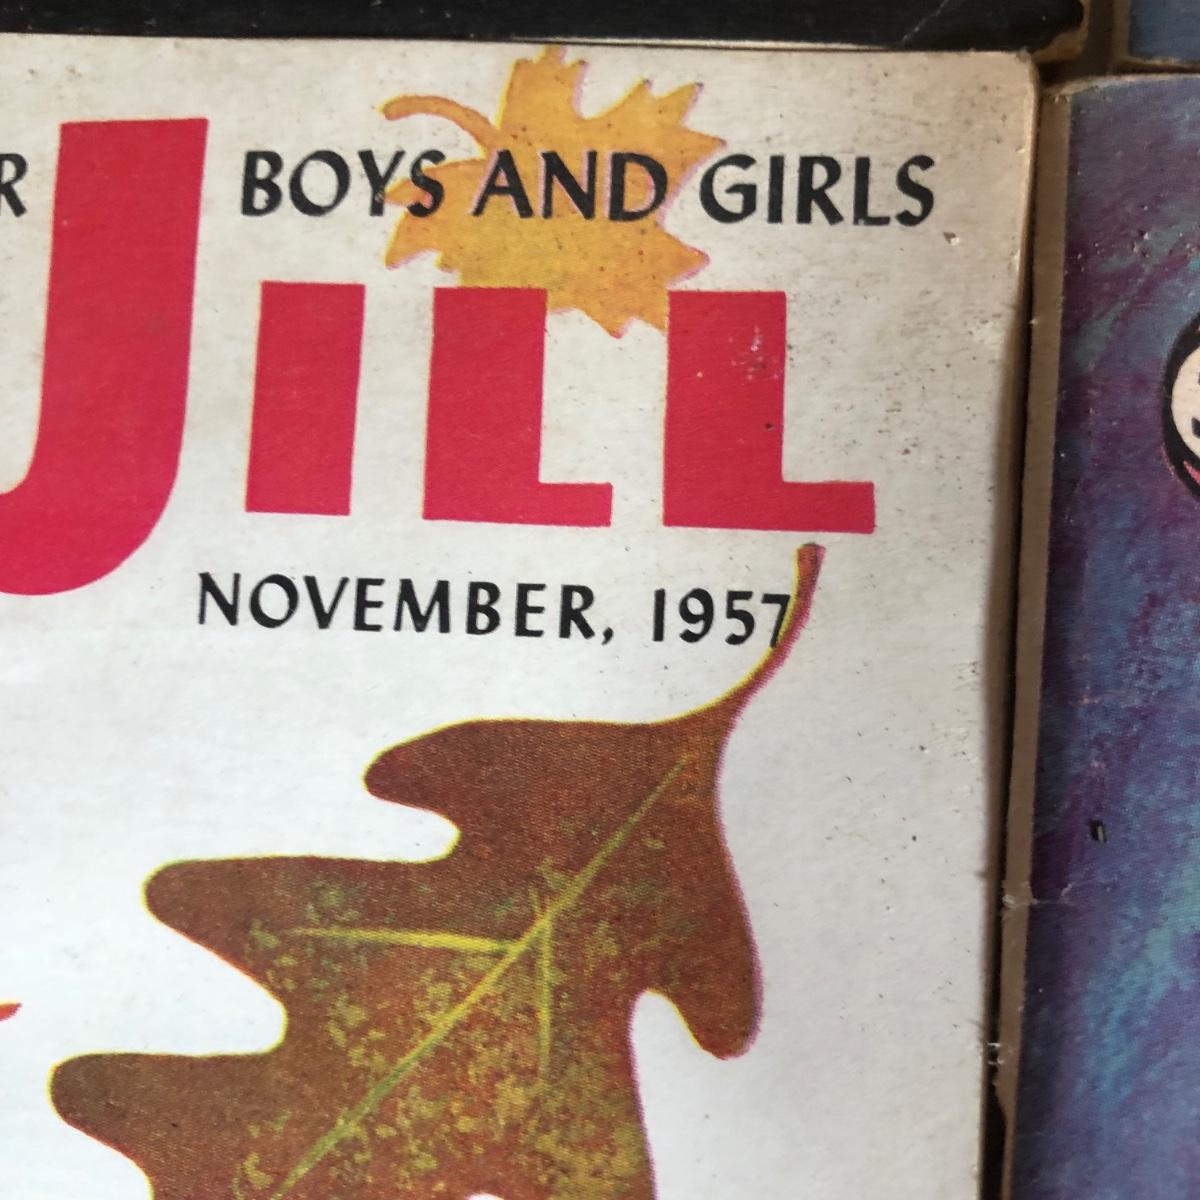 R BOYS AND GIRLS
JILL
NOVEMBER, 1957